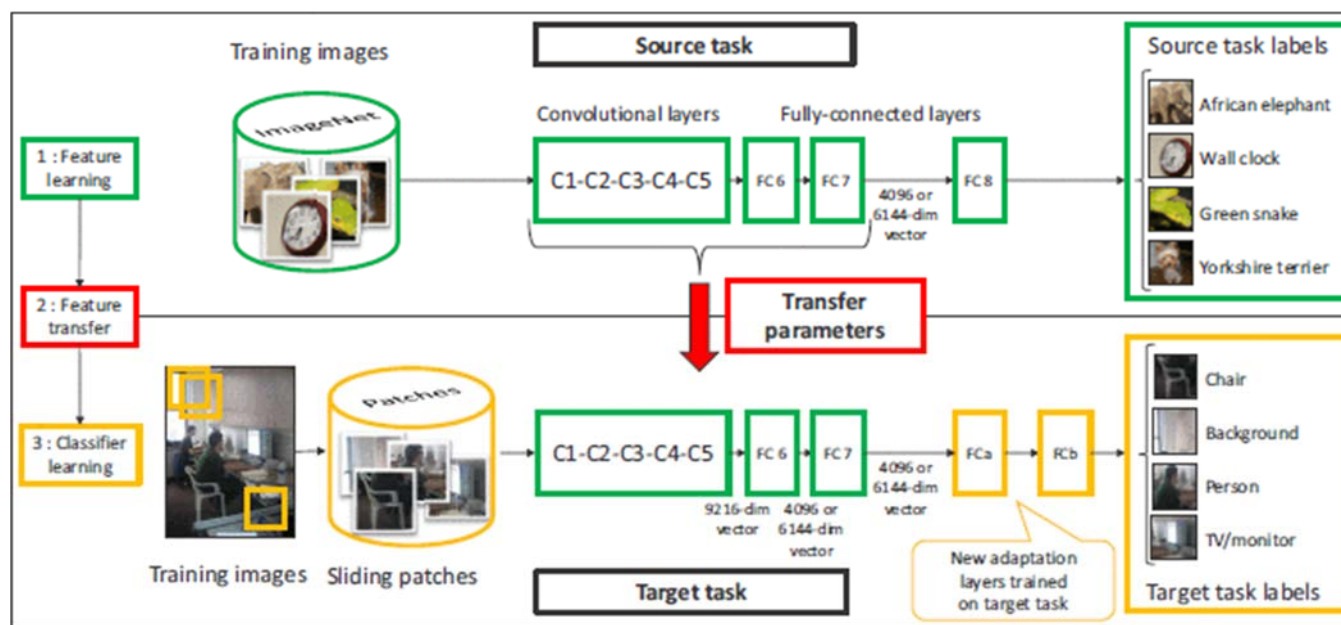 Training images
Source task
Source task labels
ImageNet
Convolutional layers
Fully-connected layers
African elephant
1 : Feature
learning
C1-C2-C3-C4-C5
FC 6
FC 7
4096 or
6144-dim
vector
FC 8
Wall clock
Green snake
Yorkshire terrier
2 : Feature
transfer
Transfer
parameters
3 : Classifier
learning
Patches
C1-C2-C3-C4-C5
FC 6
FC 7
9216-dim
vector
4096 or
6144-dim
vector
4096 or
6144-dim
vector
FCa
FCb
Chair
Background
Person
TV/monitor
Training images
Sliding patches
Target task
New adaptation
layers trained
on target task
Target task labels